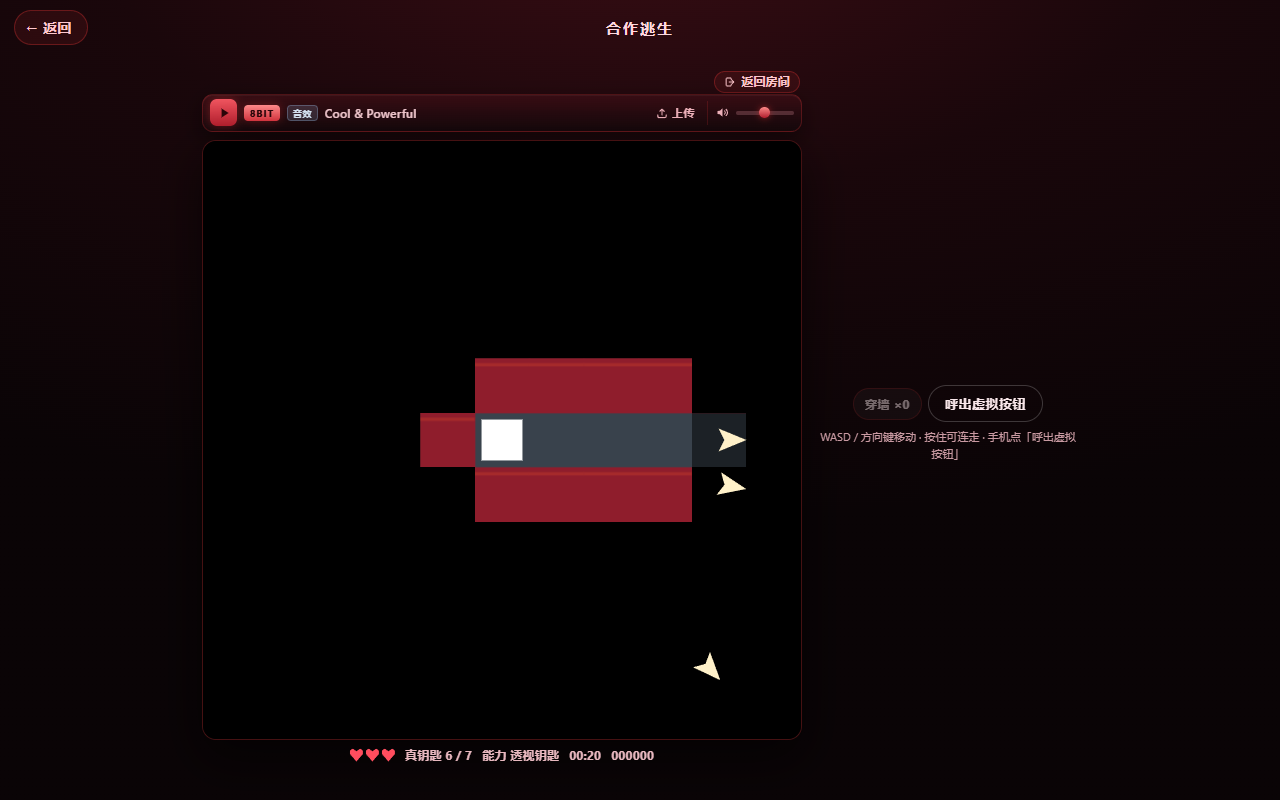 ← 返回
合作逃生
返回房间
8BIT 音效 Cool & Powerful 上传
穿墙 ×0 呼出虚拟按钮
WASD / 方向键移动 · 按住可连走 · 手机点「呼出虚拟
按钮」
真钥匙 6 / 7 能力 透视钥匙 00:20 000000